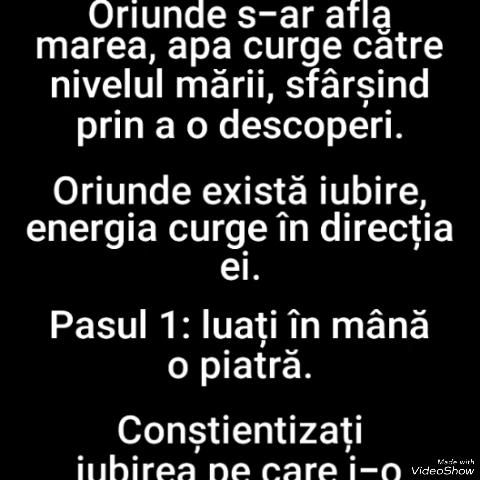 Oriunde s-ar afla
marea, apa curge către
nivelul mării, sfârșind
prin a o descoperi.
Oriunde există iubire,
energia curge în direcția
ei.
Pasul 1: luați în mână
o piatră.
Conștientizați
iubirea pe care i-o
Made with
VideoShow